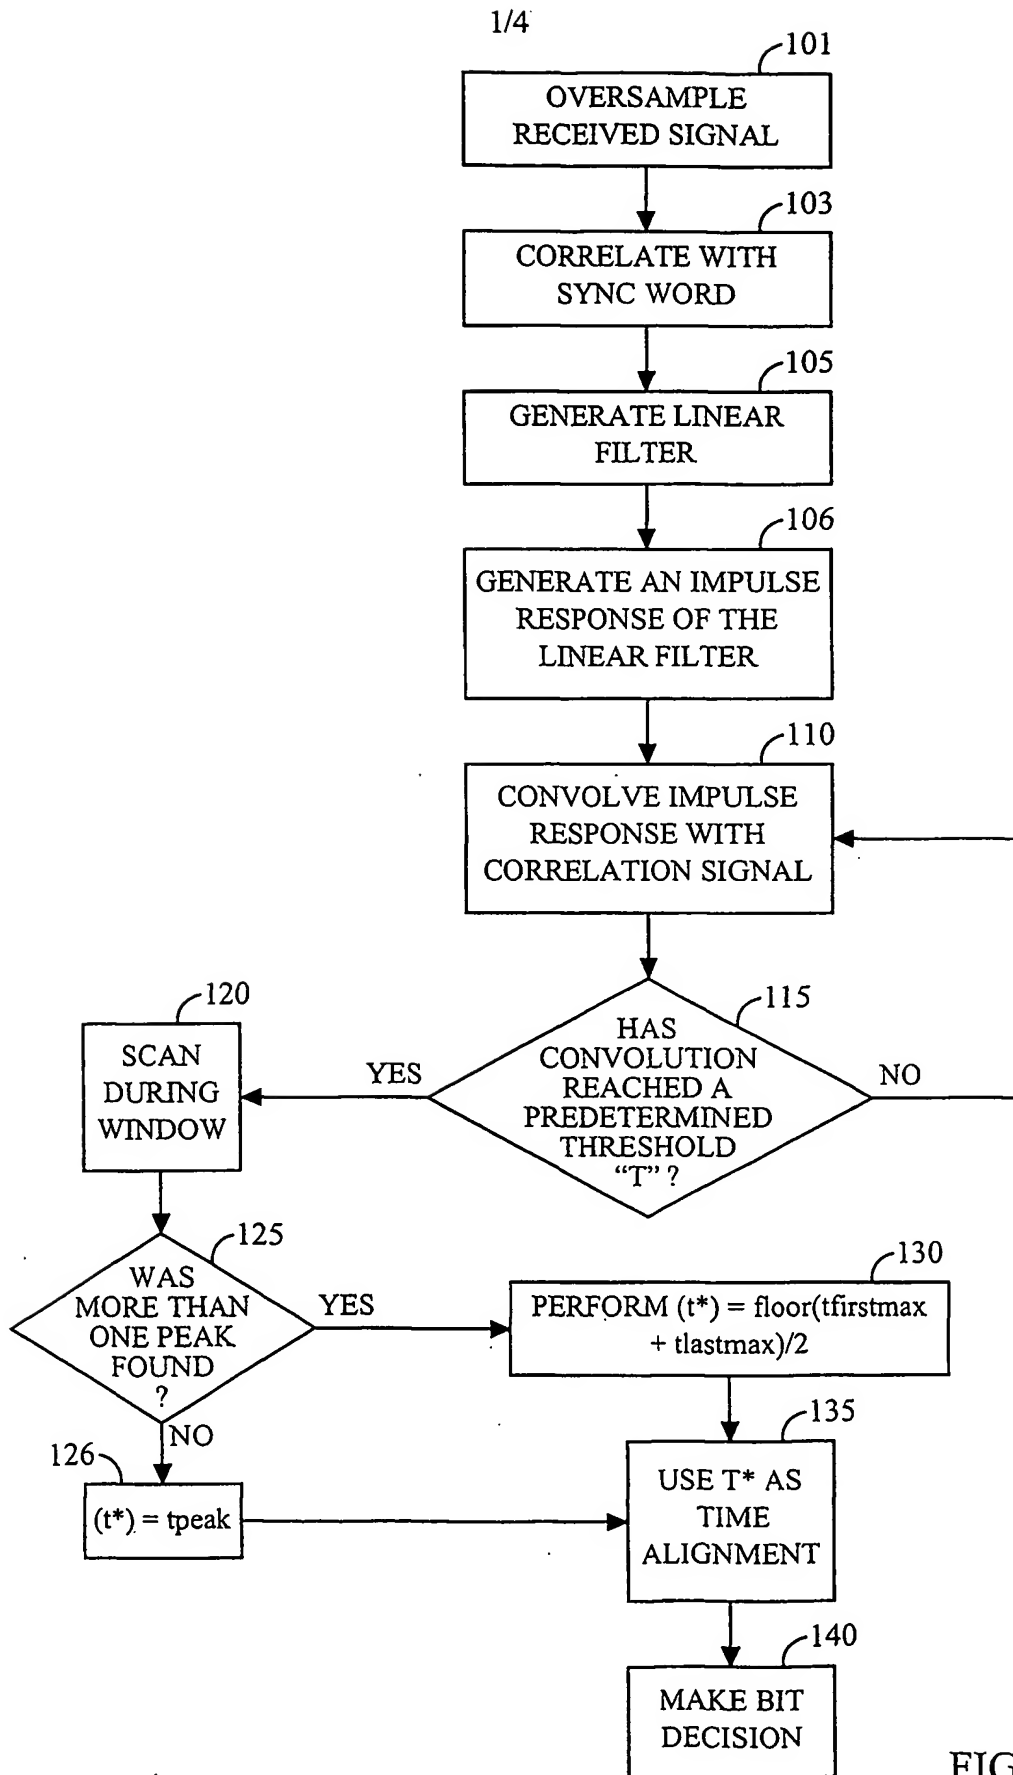 1/4
101
OVERSAMPLE
RECEIVED SIGNAL
103
CORRELATE WITH
SYNC WORD
105
GENERATE LINEAR
FILTER
106
GENERATE AN IMPULSE
RESPONSE OF THE
LINEAR FILTER
110
CONVOLVE IMPULSE
RESPONSE WITH
CORRELATION SIGNAL
115
HAS
CONVOLUTION
REACHED A
PREDETERMINED
THRESHOLD
“T” ?
YES
NO
120
SCAN
DURING
WINDOW
125
WAS
MORE THAN
ONE PEAK
FOUND
?
YES
NO
130
PERFORM (t*) = floor(tfirstmax
+ tlastmax)/2
126
(t*) = tpeak
135
USE T* AS
TIME
ALIGNMENT
140
MAKE BIT
DECISION
FIG